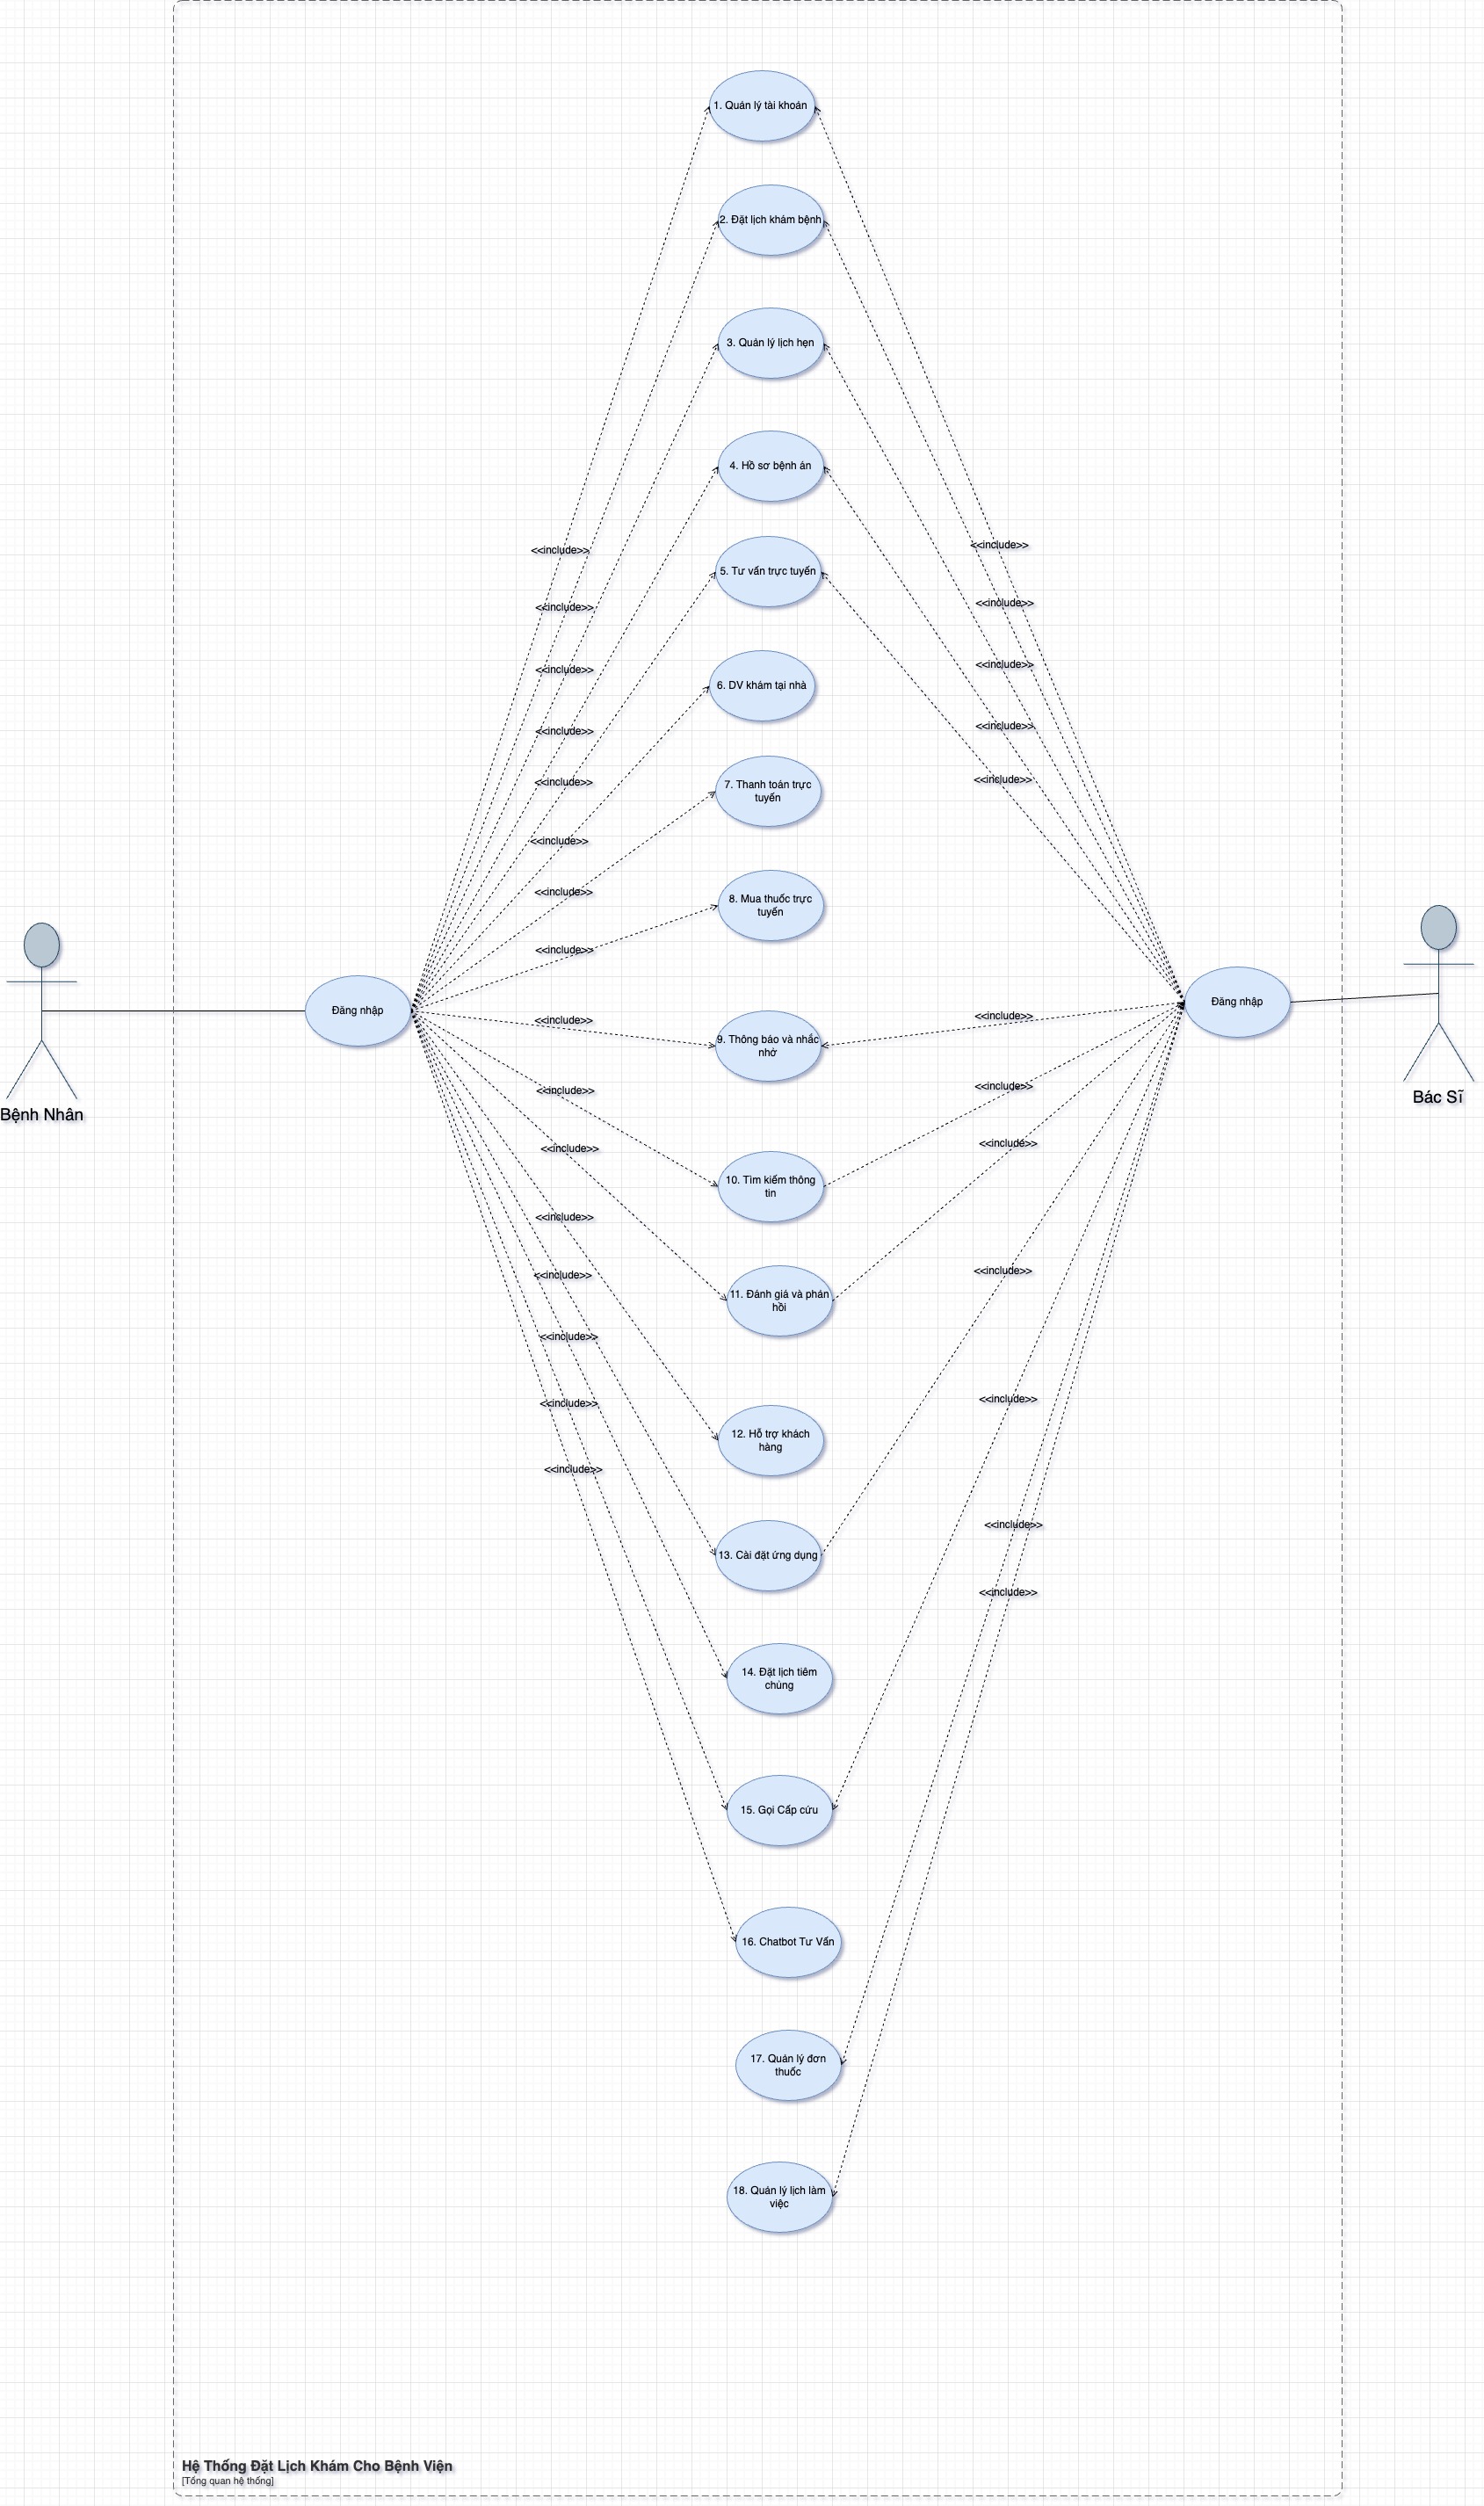 1. Quản lý tài khoản
2. Đặt lịch khám bệnh
3. Quản lý lịch hẹn
4. Hồ sơ bệnh án
<<include>>
<<include>>
5. Tư vấn trực tuyến
<<include>>
<<include>>
<<include>>
<<include>>
6. DV khám tại nhà
<<include>>
<<include>>
<<include>>
<<include>>
7. Thanh toán trực
tuyến
<<include>>
<<include>>
8. Mua thuốc trực
tuyến
<<include>>
Đăng nhập
Đăng nhập
<<include>>
<<include>>
9. Thông báo và nhắc
nhở
<<include>>
<<include>>
Bệnh Nhân
Bác Sĩ
<<include>>
<<include>>
10. Tìm kiếm thông
tin
<<include>>
<<include>>
<<include>>
11. Đánh giá và phản
hồi
<<include>>
<<include>>
<<include>>
12. Hỗ trợ khách
hàng
<<include>>
<<include>>
13. Cài đặt ứng dụng
<<include>>
14. Đặt lịch tiêm
chủng
15. Gọi Cấp cứu
16. Chatbot Tư Vấn
17. Quản lý đơn
thuốc
18. Quản lý lịch làm
việc
Hệ Thống Đặt Lịch Khám Cho Bệnh Viện
[Tổng quan hệ thống]